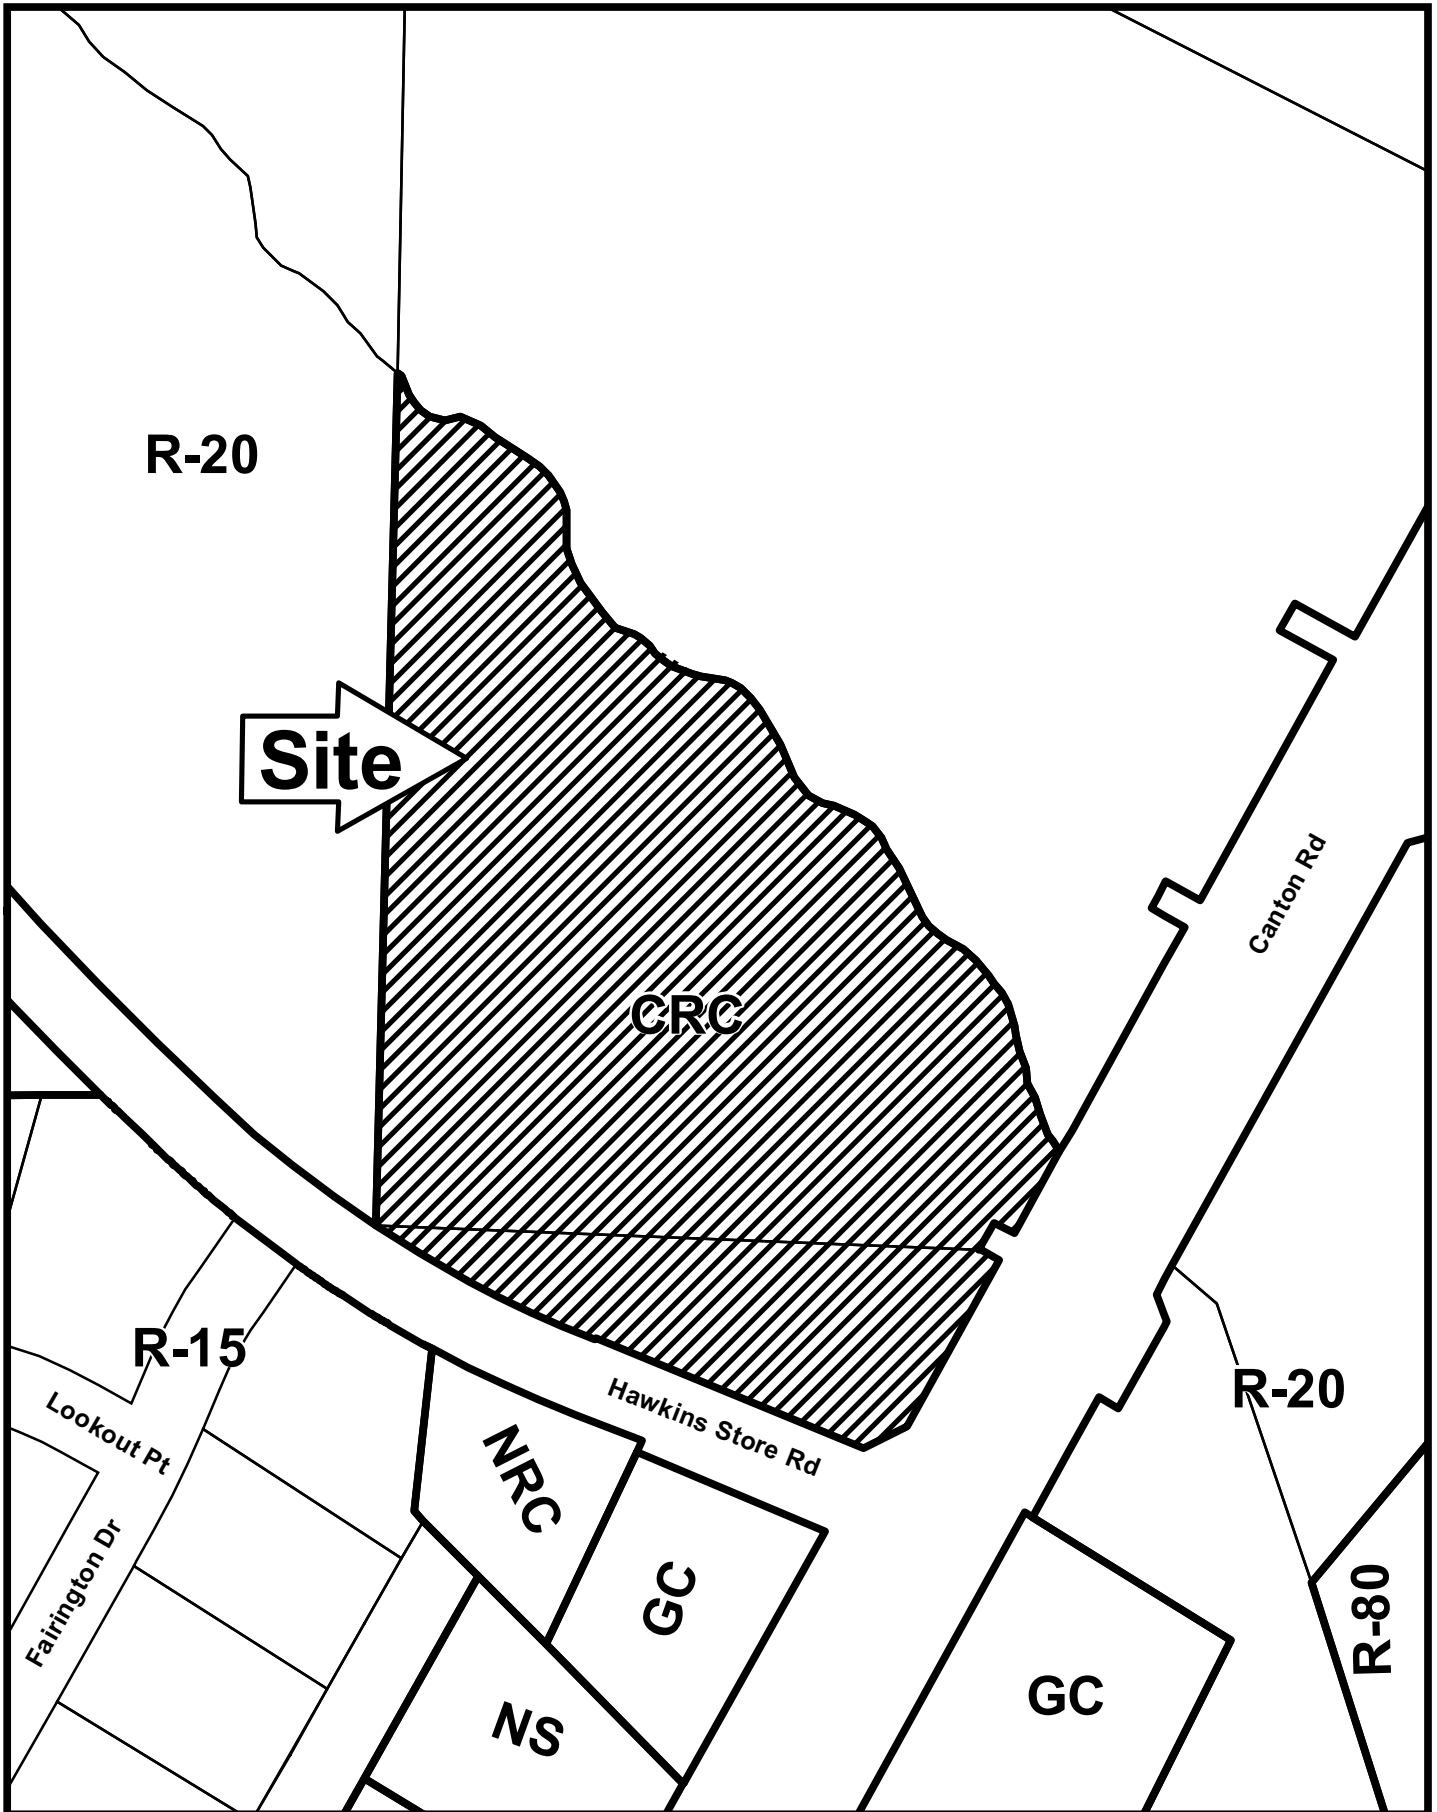 R-20
Site
Canton Rd
CRC
R-15
Lookout Pt
Hawkins Store Rd
R-20
NRC
Fairington Dr
GC
R-80
GC
NS